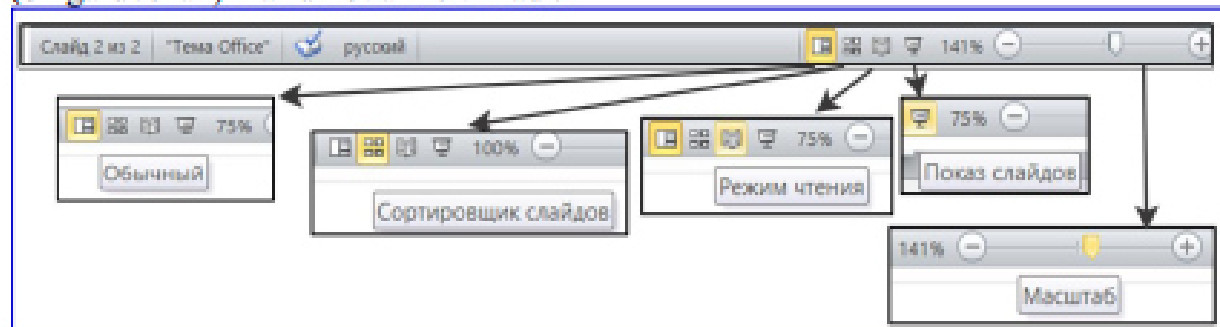 Слайд 2 из 2 "Тема Office" русский 141%
75%
Обычный
100%
Сортировщик слайдов
75%
Режим чтения
75%
Показ слайдов
141%
Масштаб